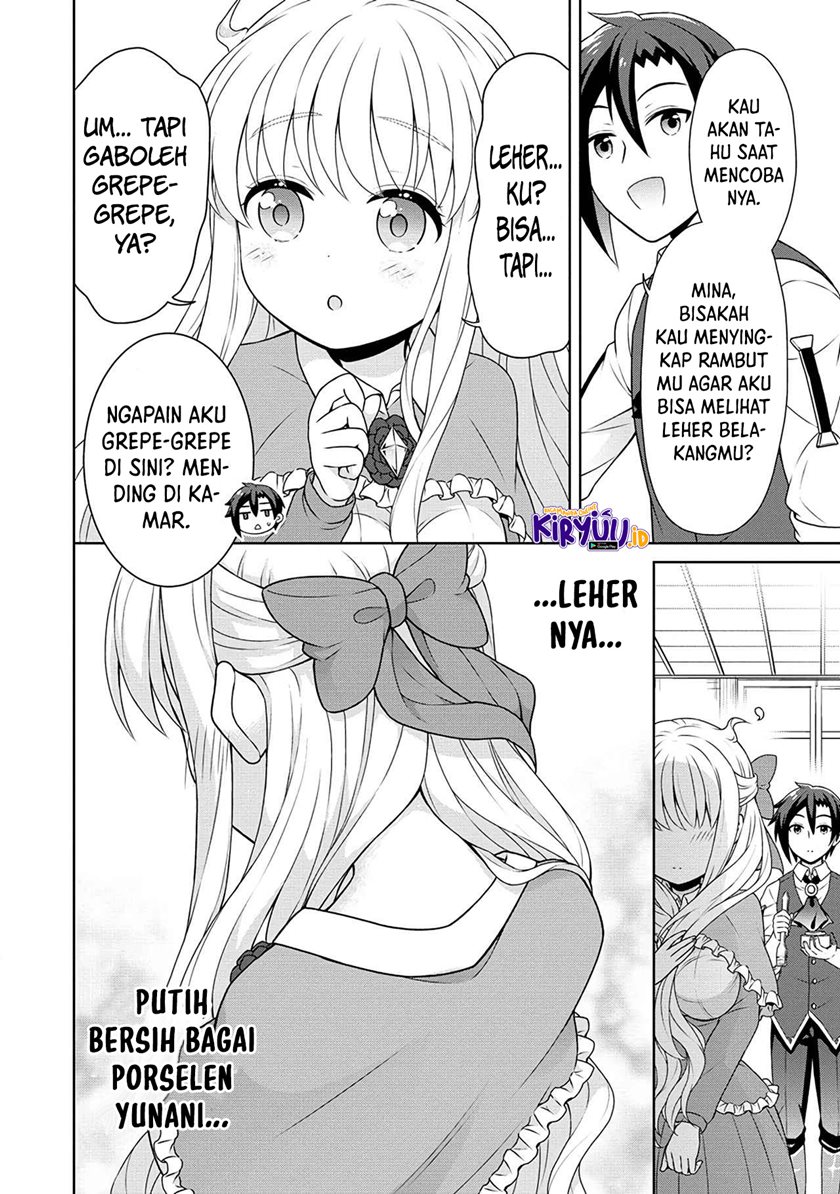 KAU
AKAN TA-
HU SAAT
MENCOBA
NYA.
MINA,
BISAKAH
KAU MENYING-
KAP RAMBUT
MU AGAR AKU
BISA MELIHAT
LEHER BELA-
KANGMU?
LEHER...
KU?
BISA...
TAPI...
UM... TAPI
GABOLEH
GREPE-
GREPE,
YA?
NGAPAIN AKU
GREPE-GREPE
DI SINI? MEN-
DING DI KA-
MAR.
KIRYUU.ID
Google Play
...LEHER
NYA...
PUTIH
BERSIH BAGAI
PORSELEN
YUNANI...